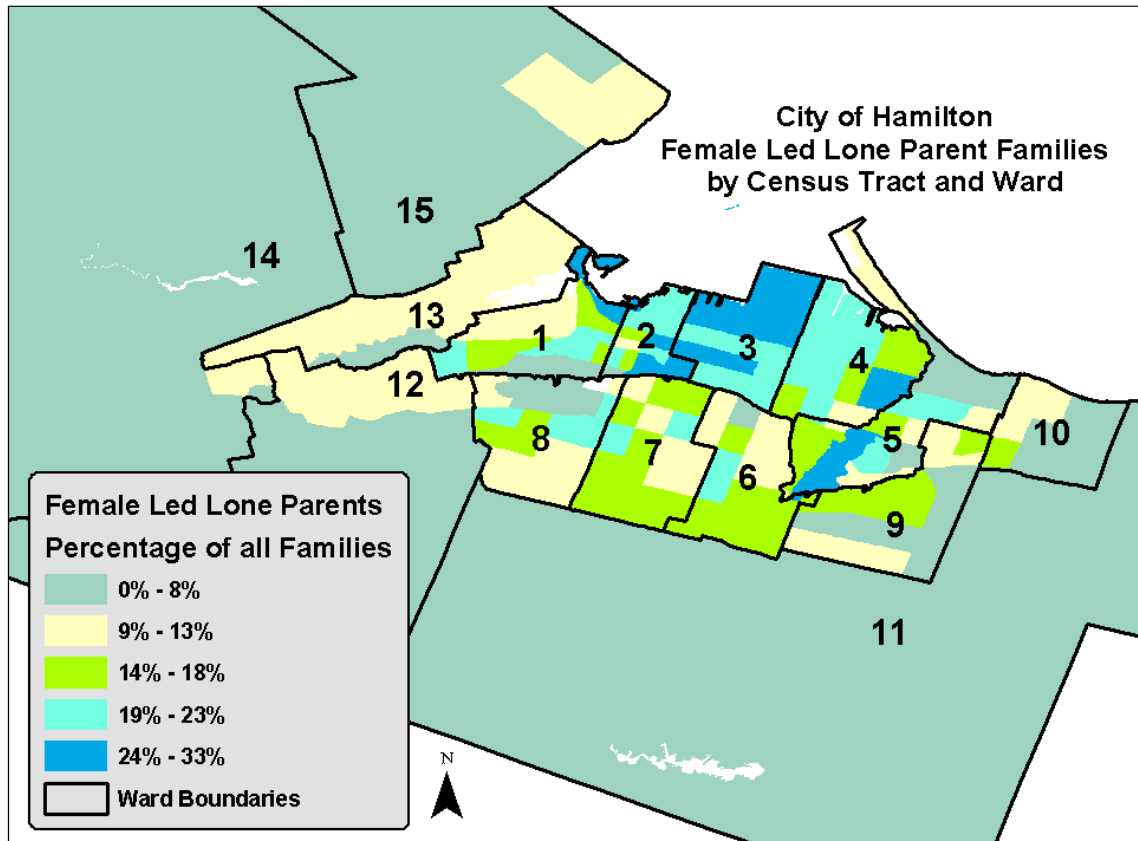 City of Hamilton
Female Led Lone Parent Families
by Census Tract and Ward
15
14
13
12
1
2
3
4
5
10
8
7
6
9
11
Female Led Lone Parents
Percentage of all Families
0% - 8%
9% - 13%
14% - 18%
19% - 23%
24% - 33%
Ward Boundaries
N